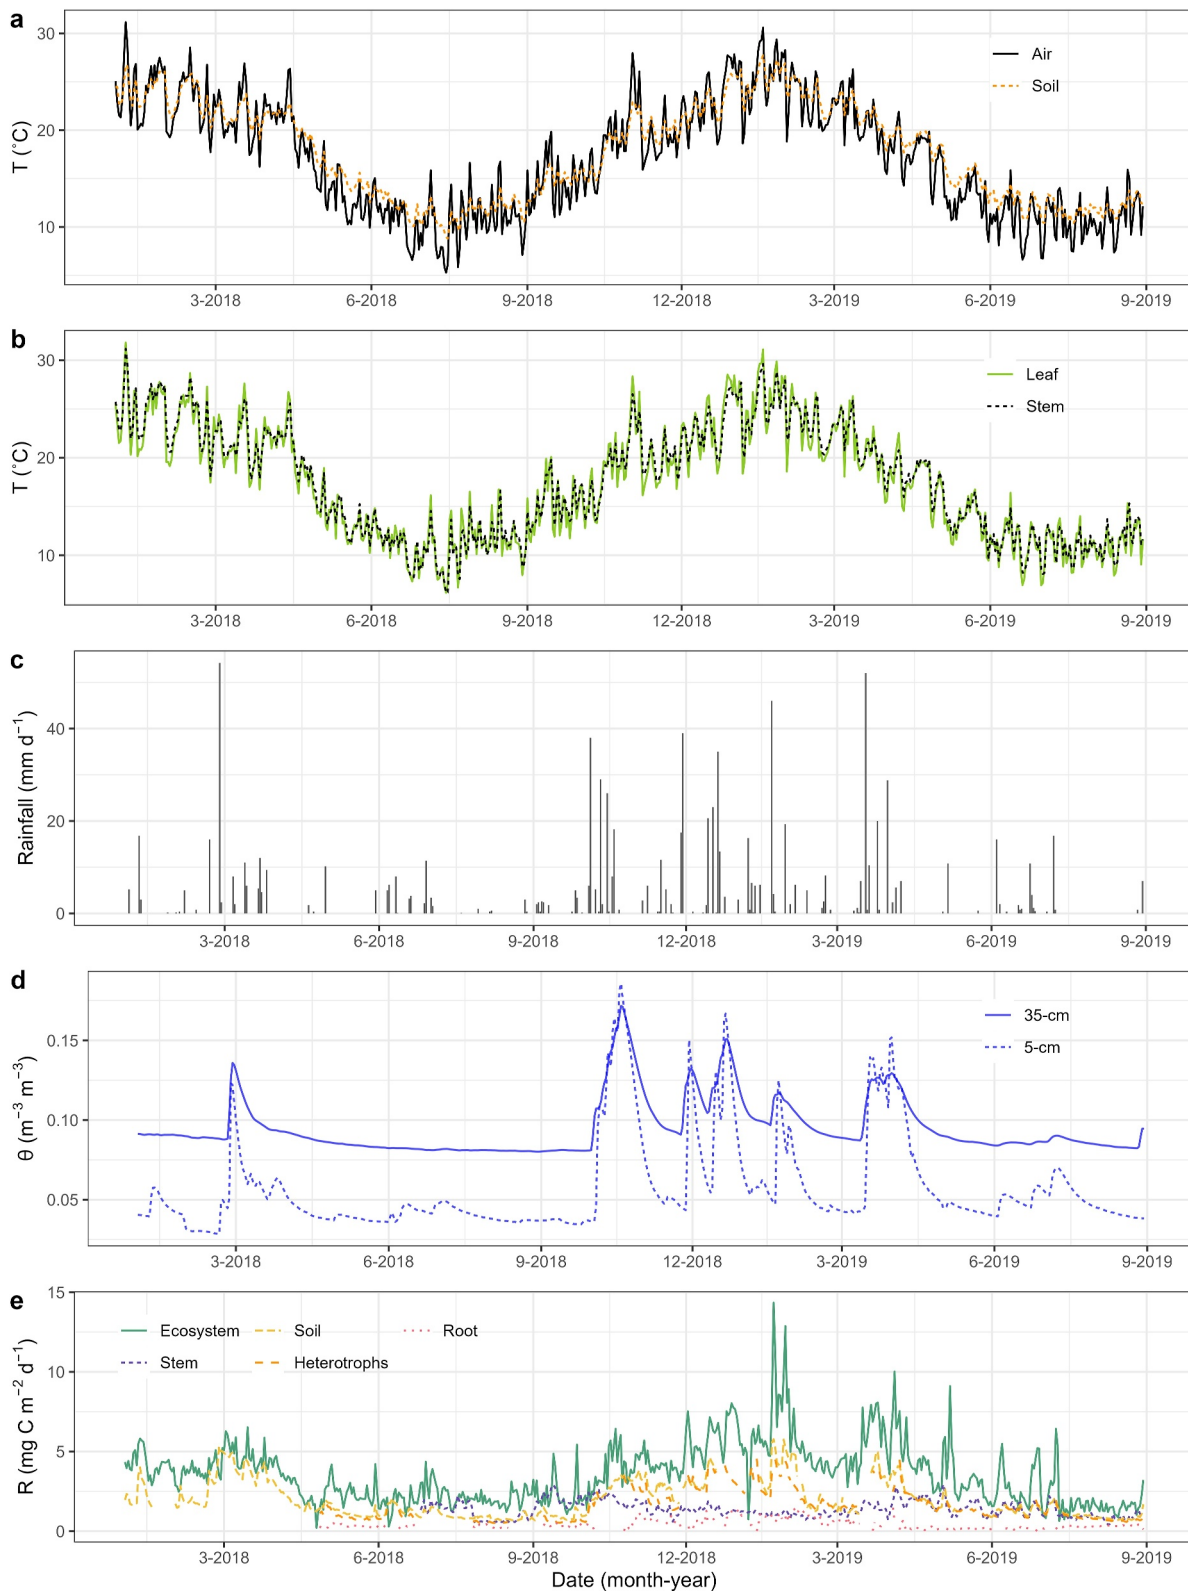 a
30
20
10
T (°C)
Air
Soil
3-2018 6-2018 9-2018 12-2018 3-2019 6-2019 9-2019
b
30
20
10
T (°C)
Leaf
Stem
3-2018 6-2018 9-2018 12-2018 3-2019 6-2019 9-2019
c
40
20
0
Rainfall (mm d⁻¹)
3-2018 6-2018 9-2018 12-2018 3-2019 6-2019 9-2019
d
0.15
0.10
0.05
θ (m⁻³ m⁻³)
35-cm
5-cm
3-2018 6-2018 9-2018 12-2018 3-2019 6-2019 9-2019
e
15
10
5
0
R (mg C m⁻² d⁻¹)
Ecosystem Soil Root
Stem Heterotrophs
3-2018 6-2018 9-2018 12-2018 3-2019 6-2019 9-2019
Date (month-year)